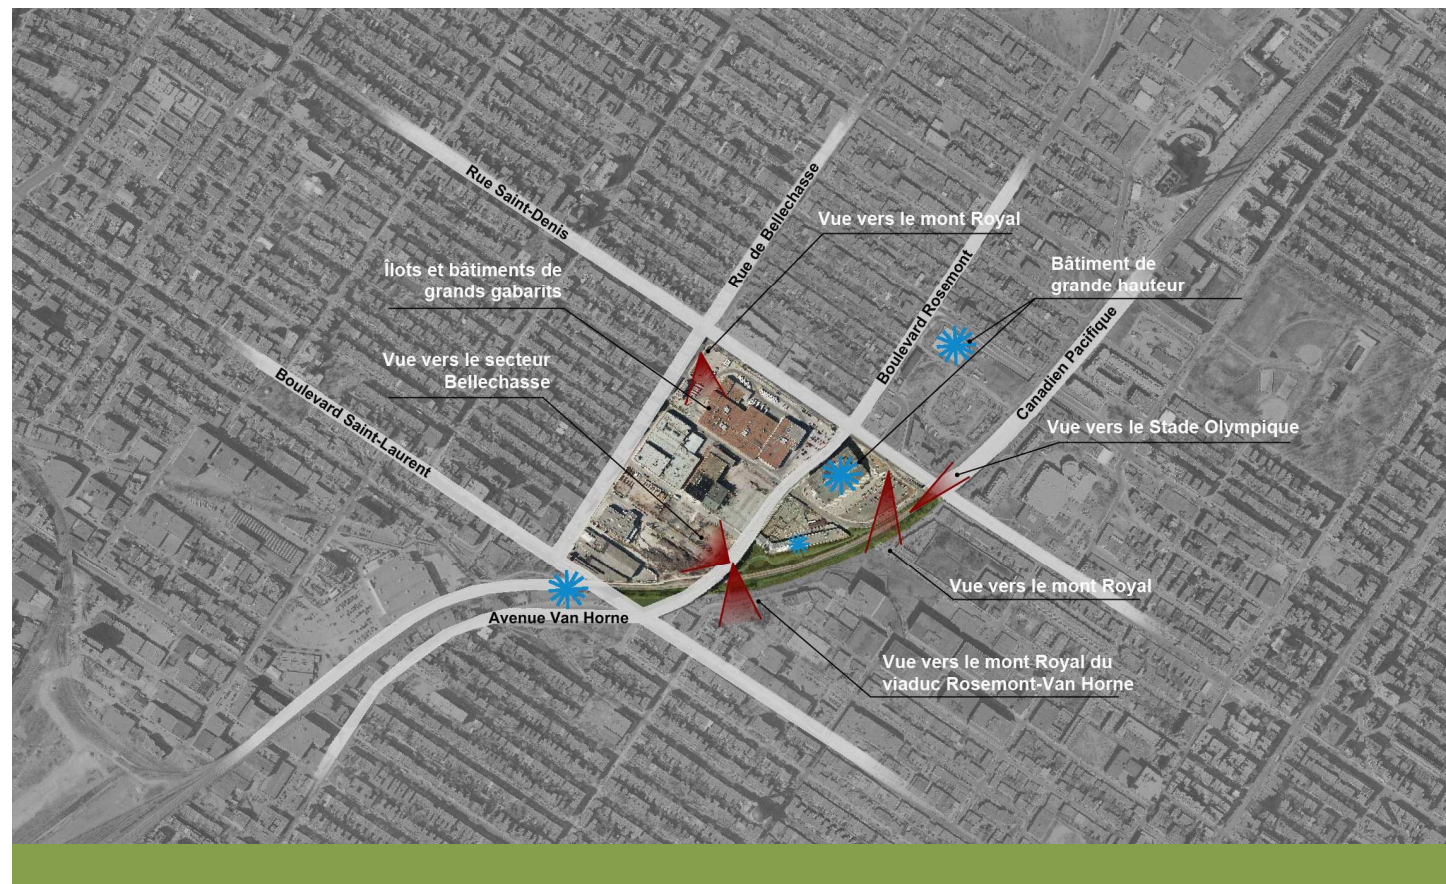 Rue Saint-Denis
Rue de Bellechasse
Vue vers le mont Royal
Îlots et bâtiments de
grands gabarits
Bâtiment de
grande hauteur
Boulevard Rosemont
Canadien Pacifique
Vue vers le secteur
Bellechasse
Boulevard Saint-Laurent
Vue vers le Stade Olympique
Vue vers le mont Royal
Avenue Van Horne
Vue vers le mont Royal du
viaduc Rosemont-Van Horne